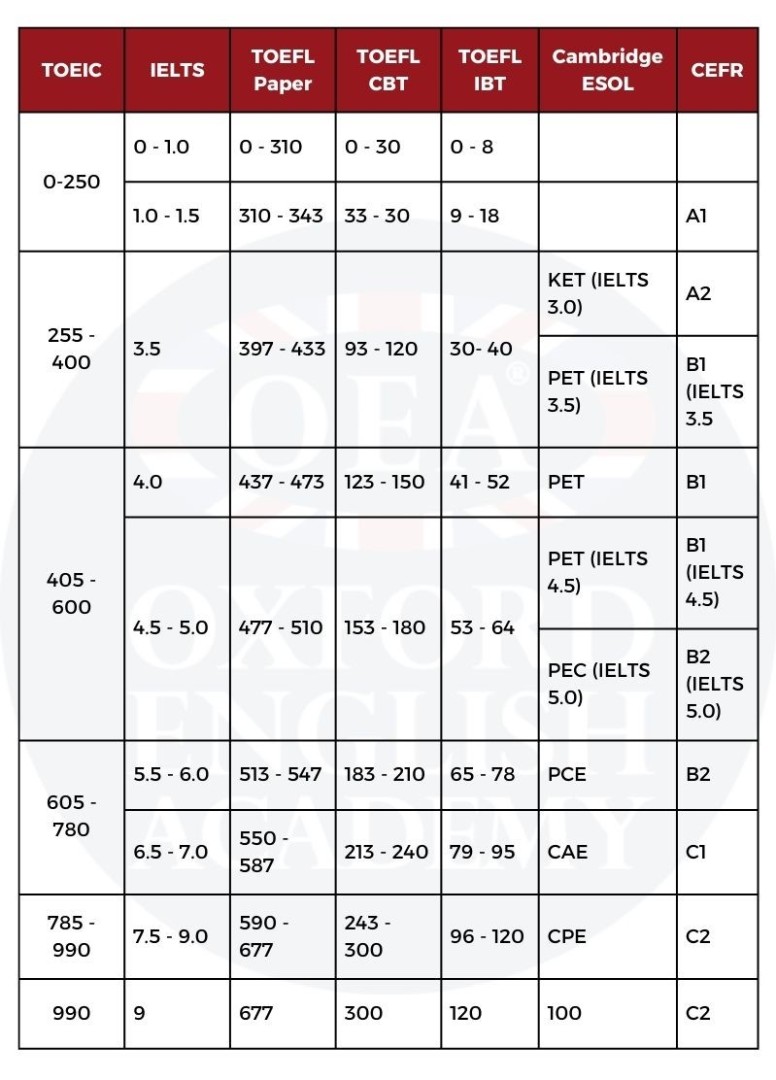 TOEIC IELTS TOEFL Paper TOEFL CBT TOEFL IBT Cambridge ESOL CEFR
0-250 0 - 1.0 0 - 310 0 - 30 0 - 8
1.0 - 1.5 310 - 343 33 - 30 9 - 18 A1
255 - 400 3.5 397 - 433 93 - 120 30- 40 KET (IELTS 3.0) A2
PET (IELTS 3.5) B1 (IELTS 3.5
405 - 600 4.0 437 - 473 123 - 150 41 - 52 PET B1
4.5 - 5.0 477 - 510 153 - 180 53 - 64 PET (IELTS 4.5) B1 (IELTS 4.5)
PEC (IELTS 5.0) B2 (IELTS 5.0)
605 - 780 5.5 - 6.0 513 - 547 183 - 210 65 - 78 PCE B2
6.5 - 7.0 550 - 587 213 - 240 79 - 95 CAE C1
785 - 990 7.5 - 9.0 590 - 677 243 - 300 96 - 120 CPE C2
990 9 677 300 120 100 C2
OEA®
OXFORD
ENGLISH
ACADEMY